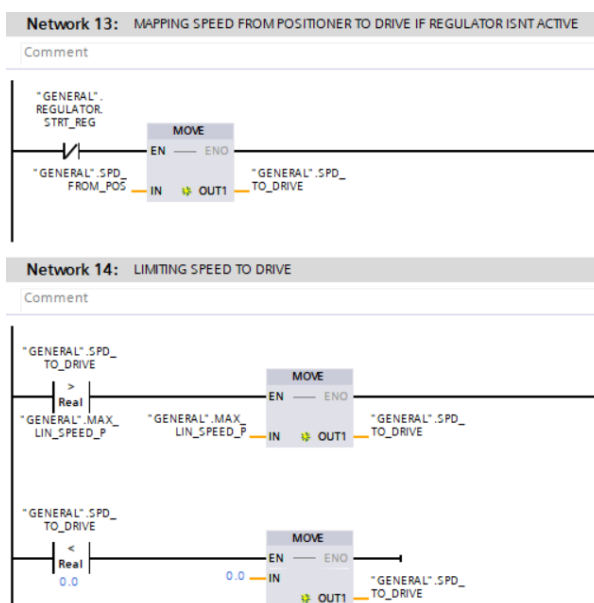 Network 13: MAPPING SPEED FROM POSITIONER TO DRIVE IF REGULATOR ISNT ACTIVE
Comment
"GENERAL".
REGULATOR.
STRT_REG
MOVE
EN ENO
"GENERAL".SPD_
FROM_POS
IN OUT1
"GENERAL".SPD_
TO_DRIVE
Network 14: LIMITING SPEED TO DRIVE
Comment
"GENERAL".SPD_
TO_DRIVE
>
Real
"GENERAL".MAX_
LIN_SPEED_P
MOVE
EN ENO
"GENERAL".MAX_
LIN_SPEED_P
IN OUT1
"GENERAL".SPD_
TO_DRIVE
"GENERAL".SPD_
TO_DRIVE
<
Real
0.0
MOVE
EN ENO
0.0 IN
OUT1
"GENERAL".SPD_
TO_DRIVE